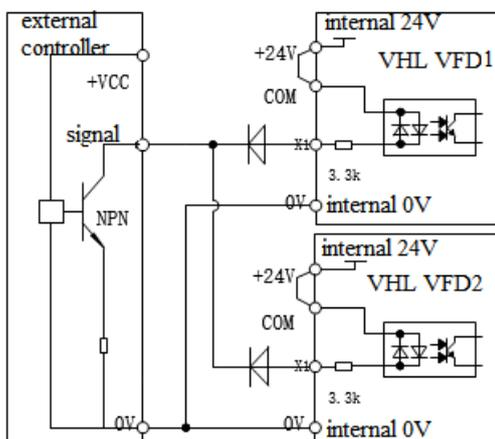 external
controller
+VCC
signal
NPN
0V
internal 24V
+24V
VHL VFD1
COM
X1
3.3k
0V
internal 0V
internal 24V
+24V
VHL VFD2
COM
X1
3.3k
0V
internal 0V